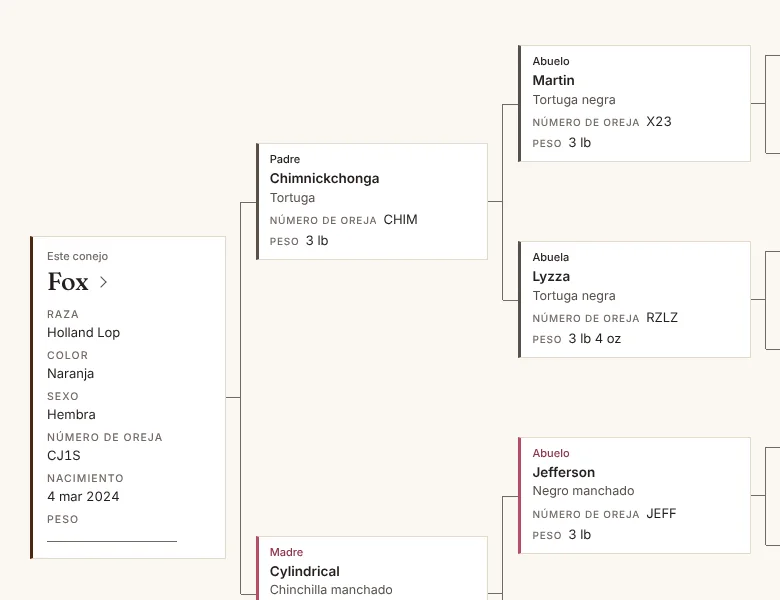 Este conejo
Fox
RAZA
Holland Lop
COLOR
Naranja
SEXO
Hembra
NÚMERO DE OREJA
CJ1S
NACIMIENTO
4 mar 2024
PESO
Padre
Chimnickchonga
Tortuga
NÚMERO DE OREJA CHIM
PESO 3 lb
Madre
Cylindrical
Chinchilla manchado
Abuelo
Martin
Tortuga negra
NÚMERO DE OREJA X23
PESO 3 lb
Abuela
Lyzza
Tortuga negra
NÚMERO DE OREJA RZLZ
PESO 3 lb 4 oz
Abuelo
Jefferson
Negro manchado
NÚMERO DE OREJA JEFF
PESO 3 lb